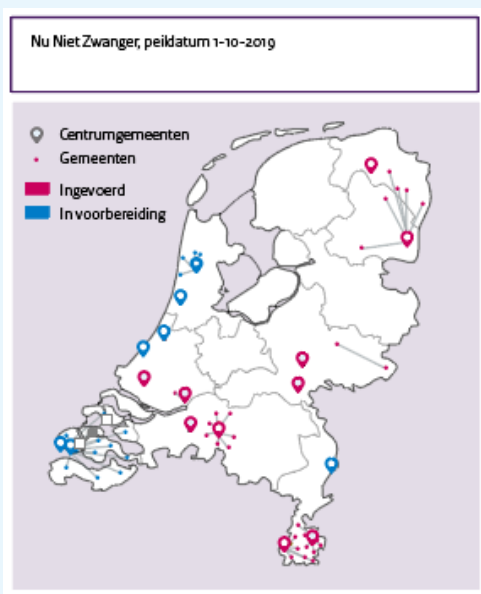 Nu Niet Zwanger, peildatum 1-10-2019
Centrumgemeenten
Gemeenten
Ingevoerd
In voorbereiding